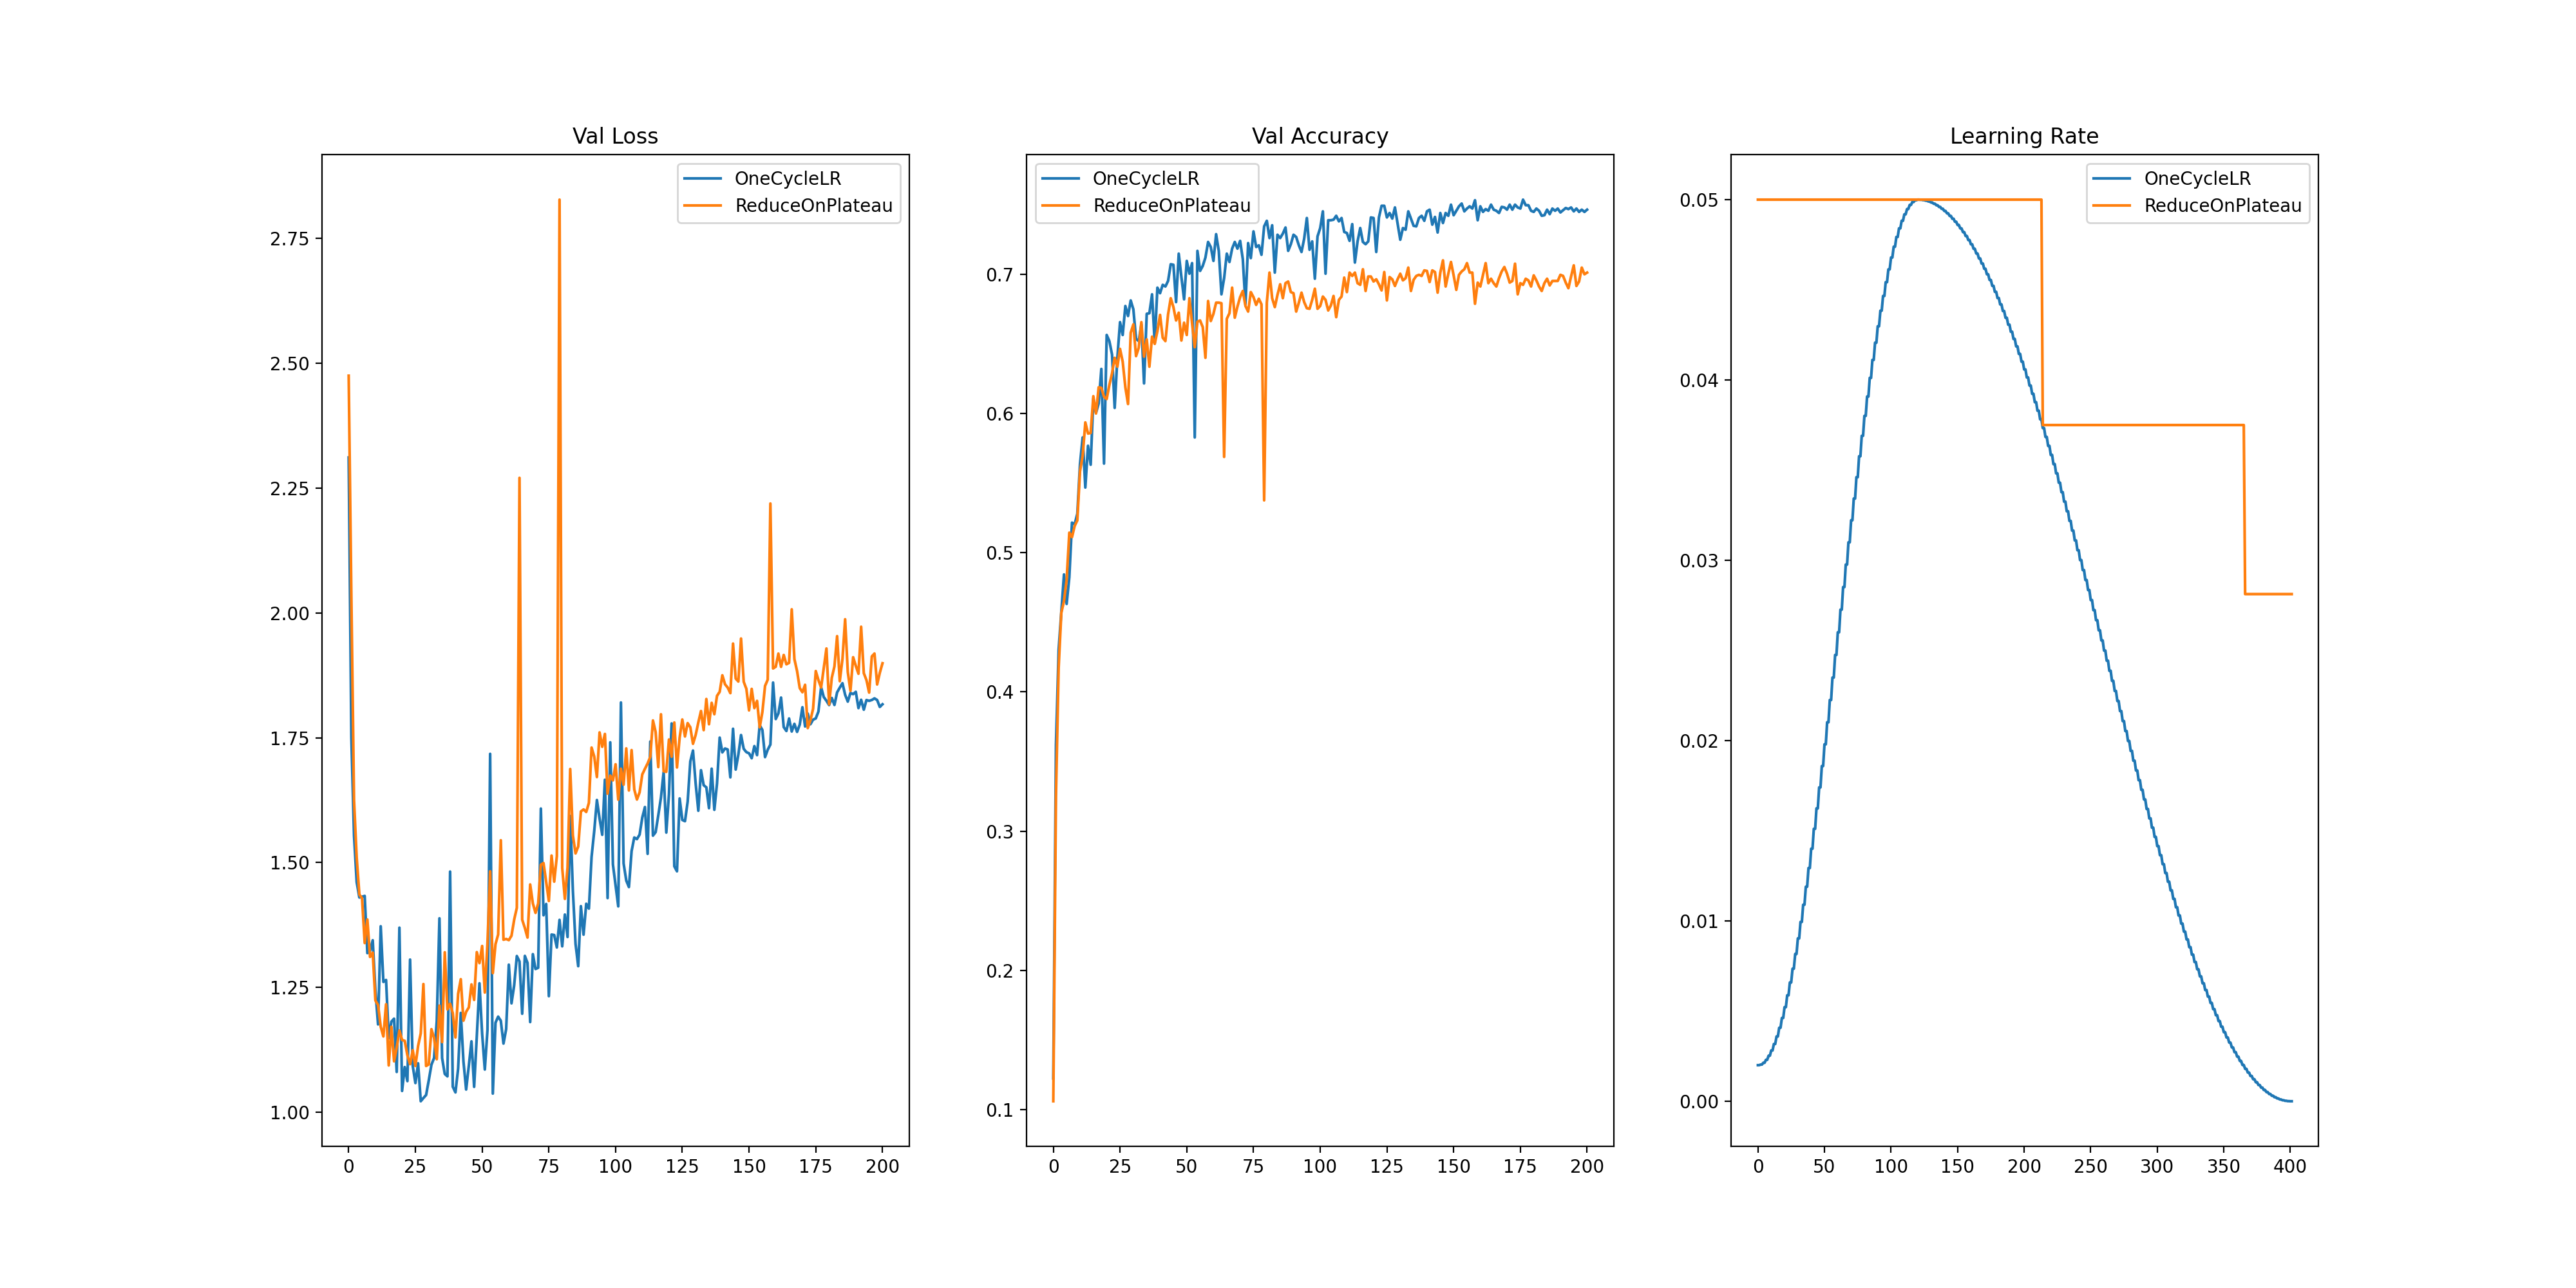 Val Loss
OneCycleLR
ReduceOnPlateau
2.75
2.50
2.25
2.00
1.75
1.50
1.25
1.00
0 25 50 75 100 125 150 175 200
Val Accuracy
OneCycleLR
ReduceOnPlateau
0.7
0.6
0.5
0.4
0.3
0.2
0.1
0 25 50 75 100 125 150 175 200
Learning Rate
OneCycleLR
ReduceOnPlateau
0.05
0.04
0.03
0.02
0.01
0.00
0 50 100 150 200 250 300 350 400